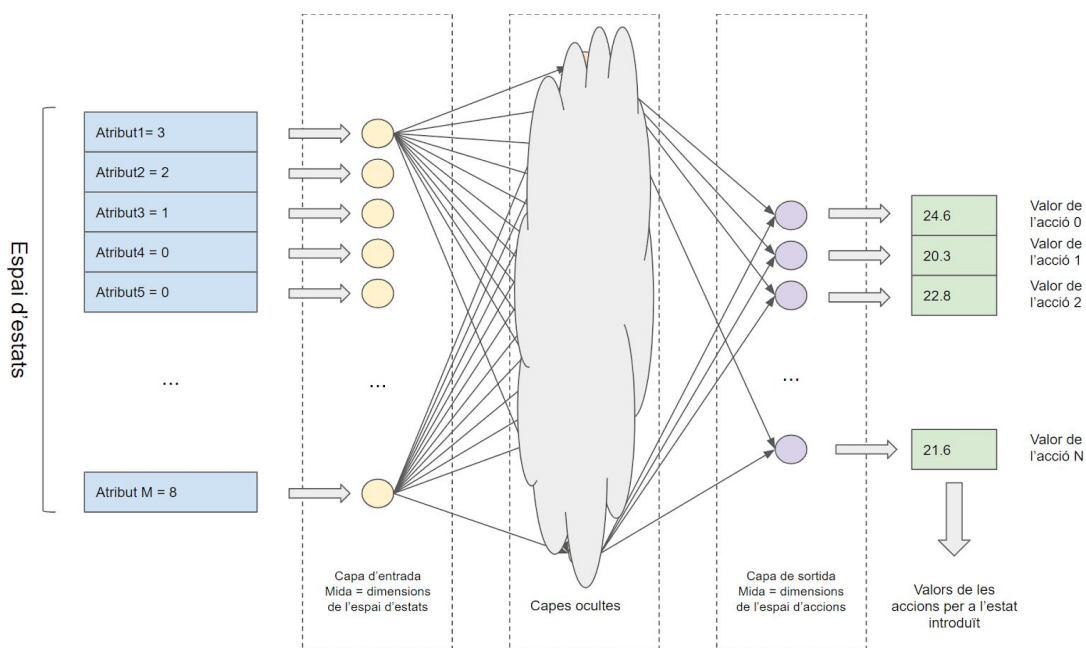 Espai d'estats
Atribut1= 3
Atribut2 = 2
Atribut3 = 1
Atribut4 = 0
Atribut5 = 0
...
Atribut M = 8
...
Capa d'entrada
Mida = dimensions
de l'espai d'estats
Capes ocultes
...
Capa de sortida
Mida = dimensions
de l'espai d'accions
24.6
Valor de
l'acció 0
20.3
Valor de
l'acció 1
22.8
Valor de
l'acció 2
21.6
Valor de
l'acció N
Valors de les
accions per a l'estat
introduït